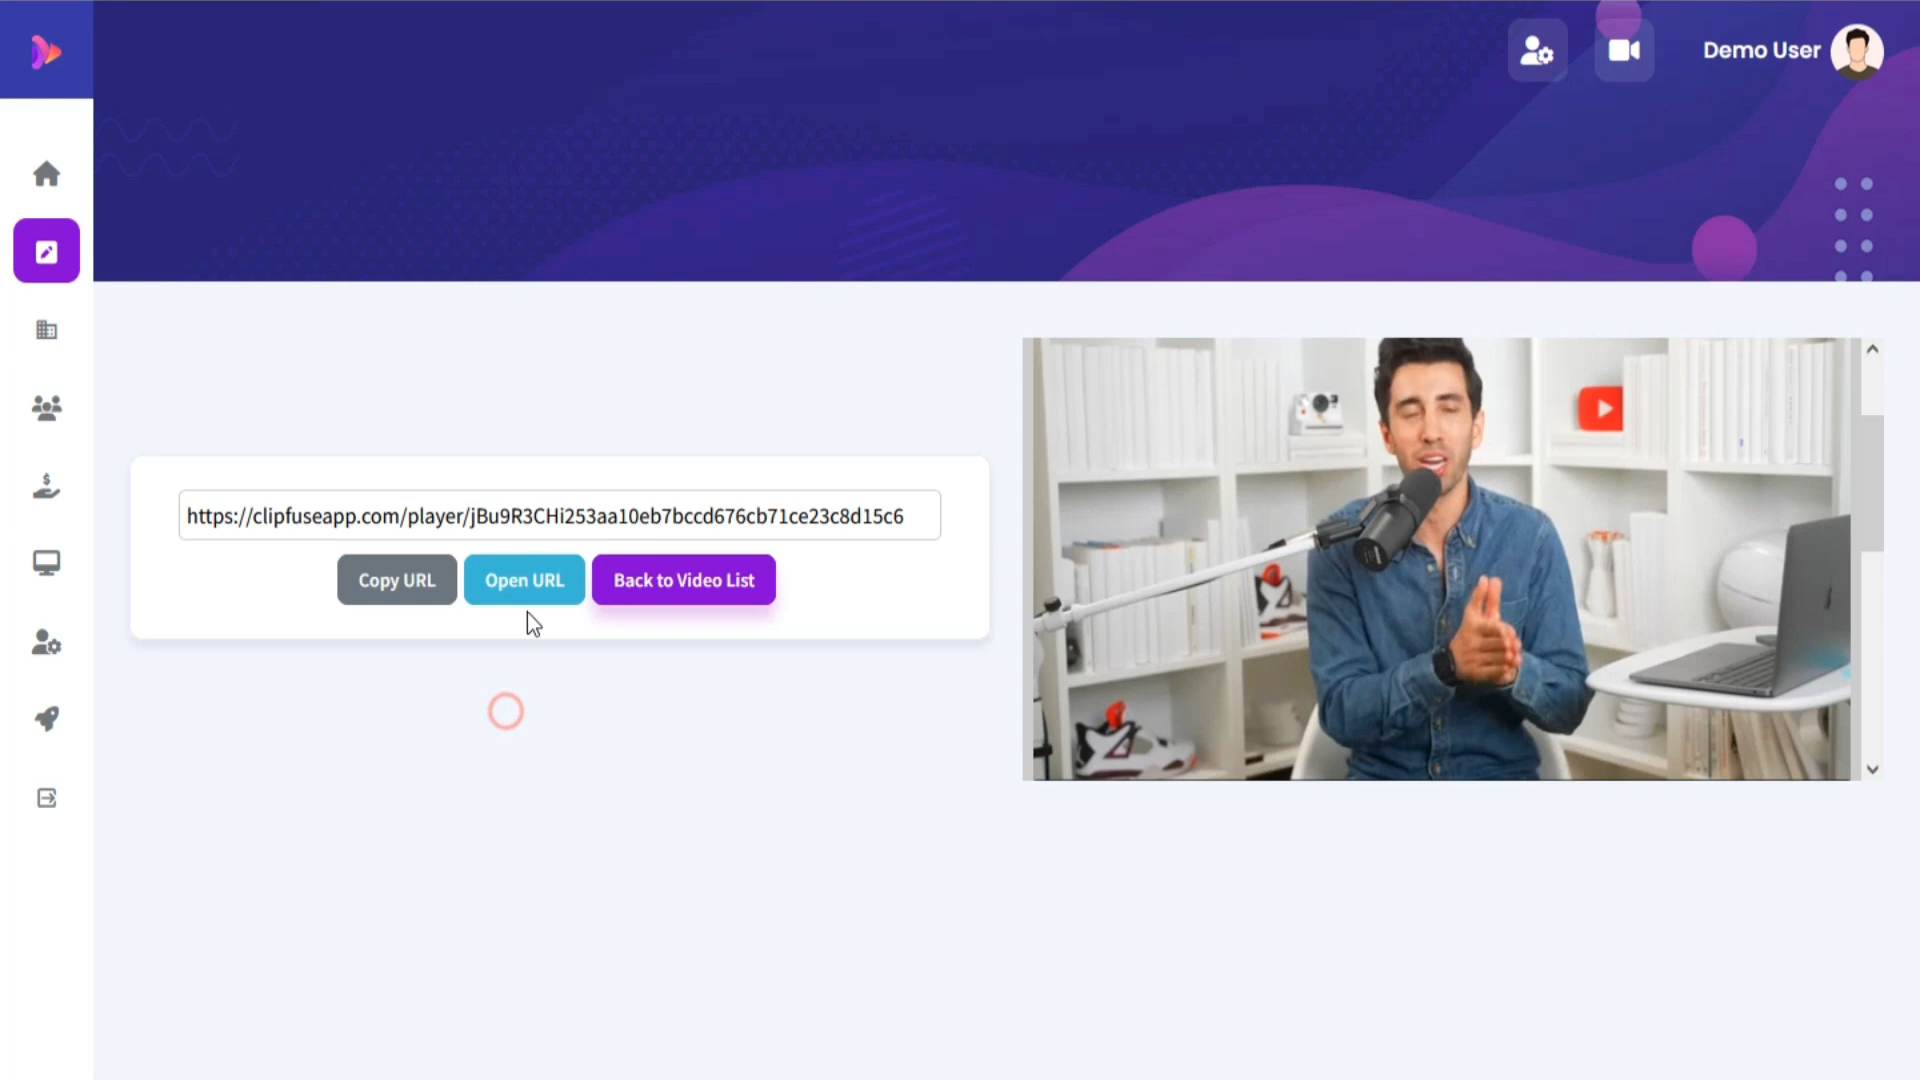 Demo User
https://clipfuseapp.com/player/jBu9R3CHi253aa10eb7bccd676cb71ce23c8d15c6
Copy URL
Open URL
Back to Video List